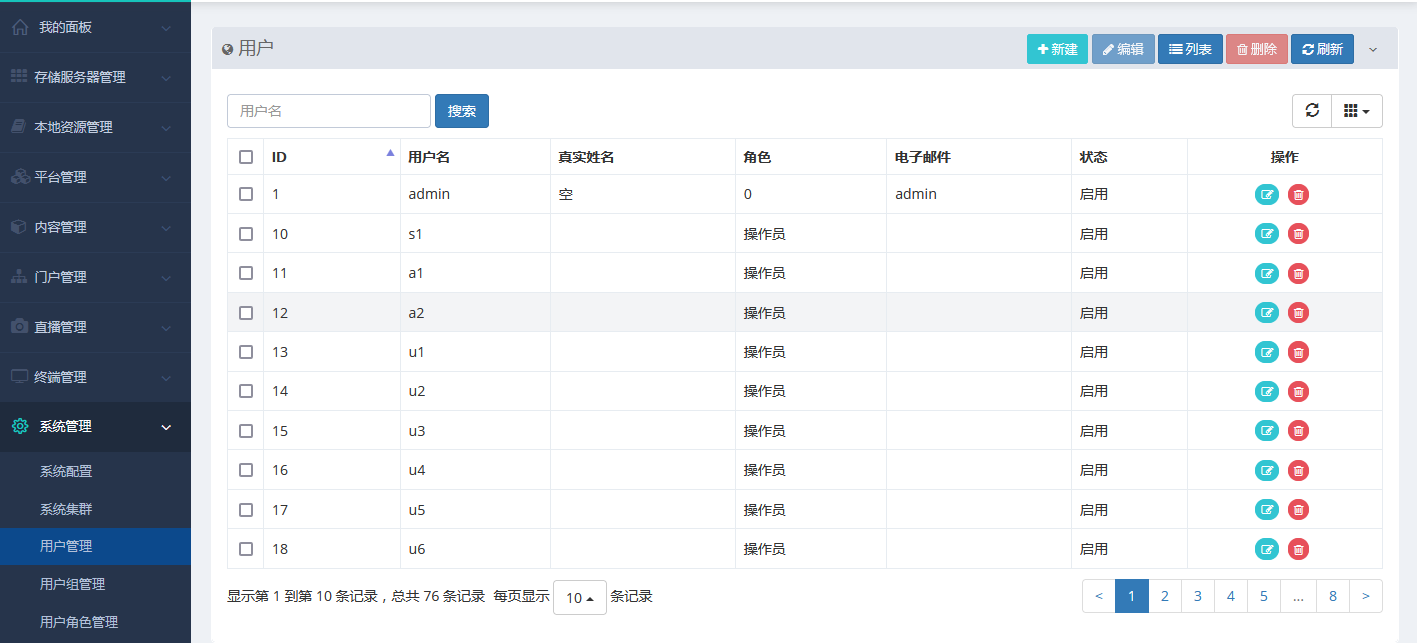 我的面板
存储服务器管理
本地资源管理
平台管理
内容管理
门户管理
直播管理
终端管理
系统管理
系统配置
系统集群
用户管理
用户组管理
用户角色管理
用户
新建 编辑 列表 删除 刷新
用户名 搜索
ID 用户名 真实姓名 角色 电子邮件 状态 操作
1 admin 空 0 admin 启用
10 s1 操作员 启用
11 a1 操作员 启用
12 a2 操作员 启用
13 u1 操作员 启用
14 u2 操作员 启用
15 u3 操作员 启用
16 u4 操作员 启用
17 u5 操作员 启用
18 u6 操作员 启用
显示第 1 到第 10 条记录，总共 76 条记录 每页显示 10 条记录 < 1 2 3 4 5 ... 8 >